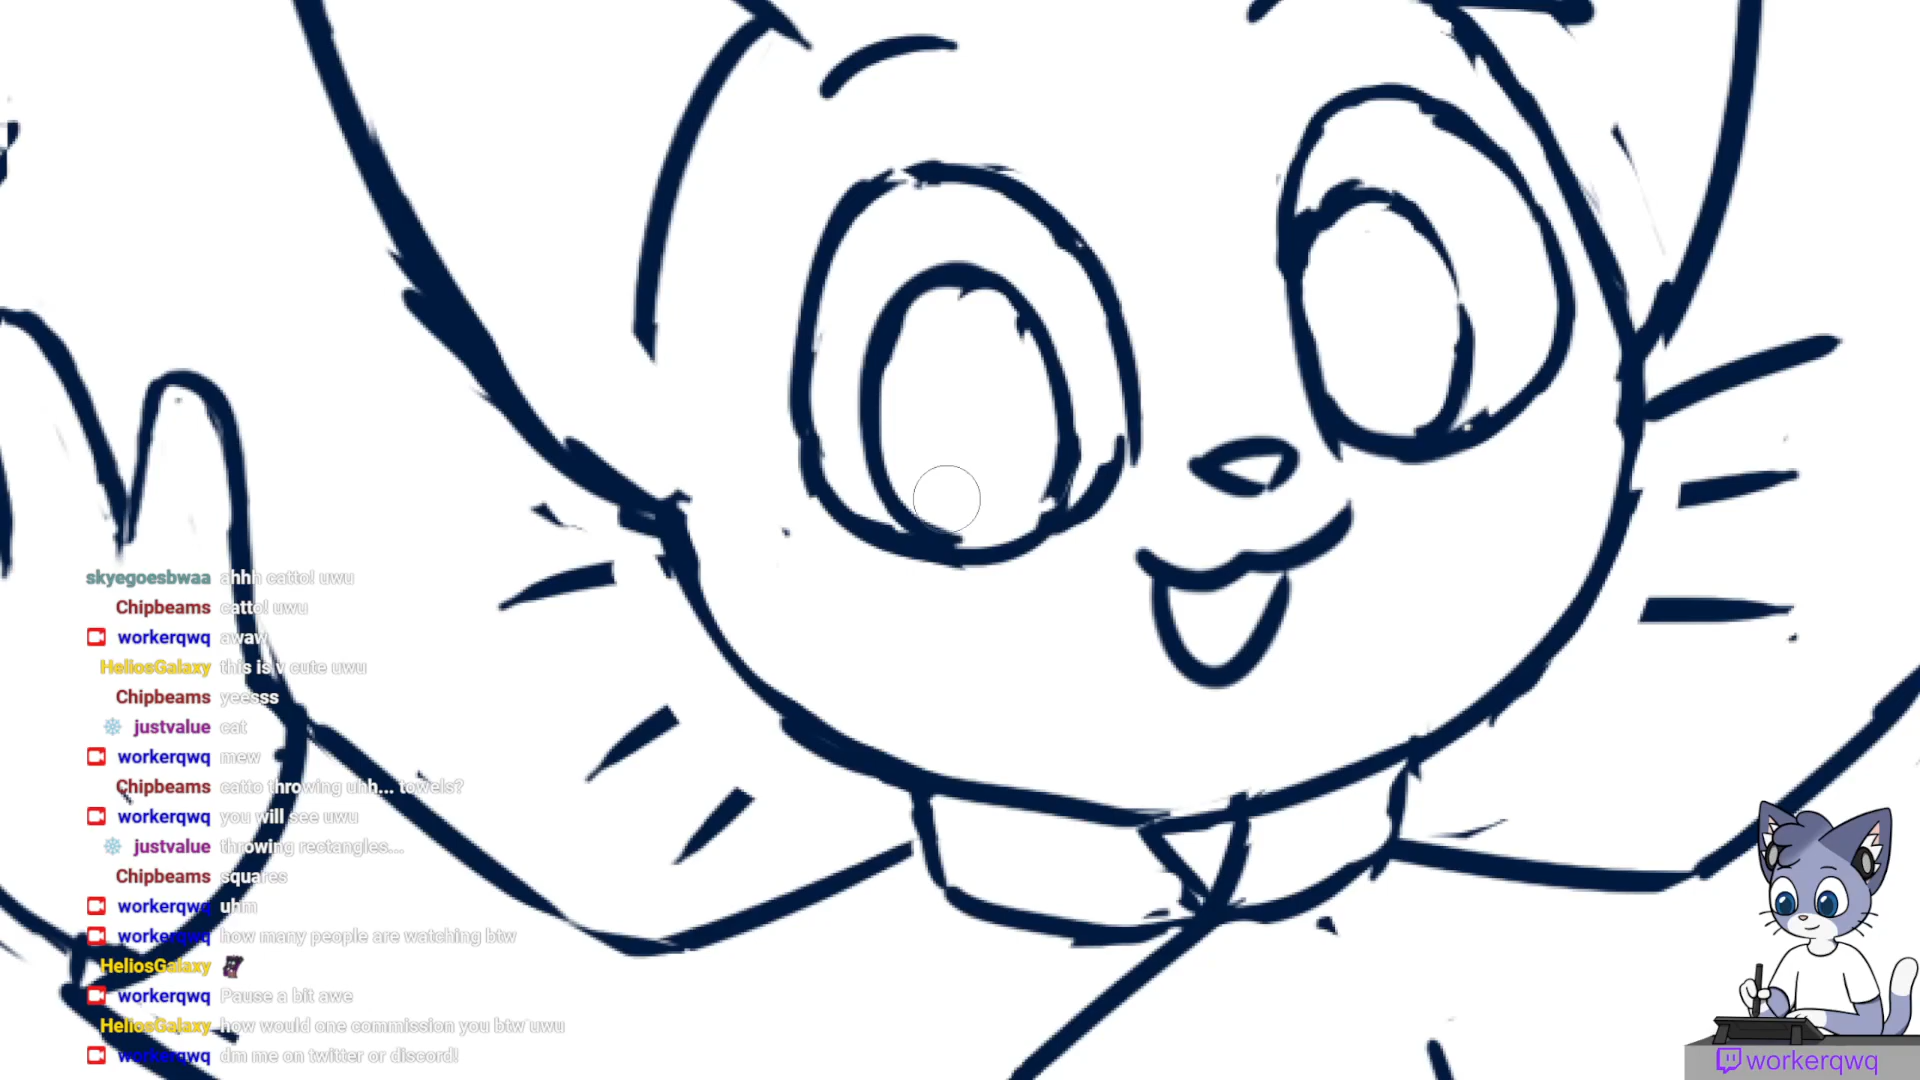 skyegoesbwaa ahhh catto! uwu
Chipbeams catto! uwu
workerqwq awaw
HeliosGalaxy this is v cute uwu
Chipbeams yeesss
justvalue cat
workerqwq mew
Chipbeams catto throwing uhh... towels?
workerqwq you will see uwu
justvalue throwing rectangles...
Chipbeams squares
workerqwq uhm
workerqwq how many people are watching btw
HeliosGalaxy
workerqwq Pause a bit awe
HeliosGalaxy how would one commission you btw uwu
workerqwq dm me on twitter or discord!
workerqwq